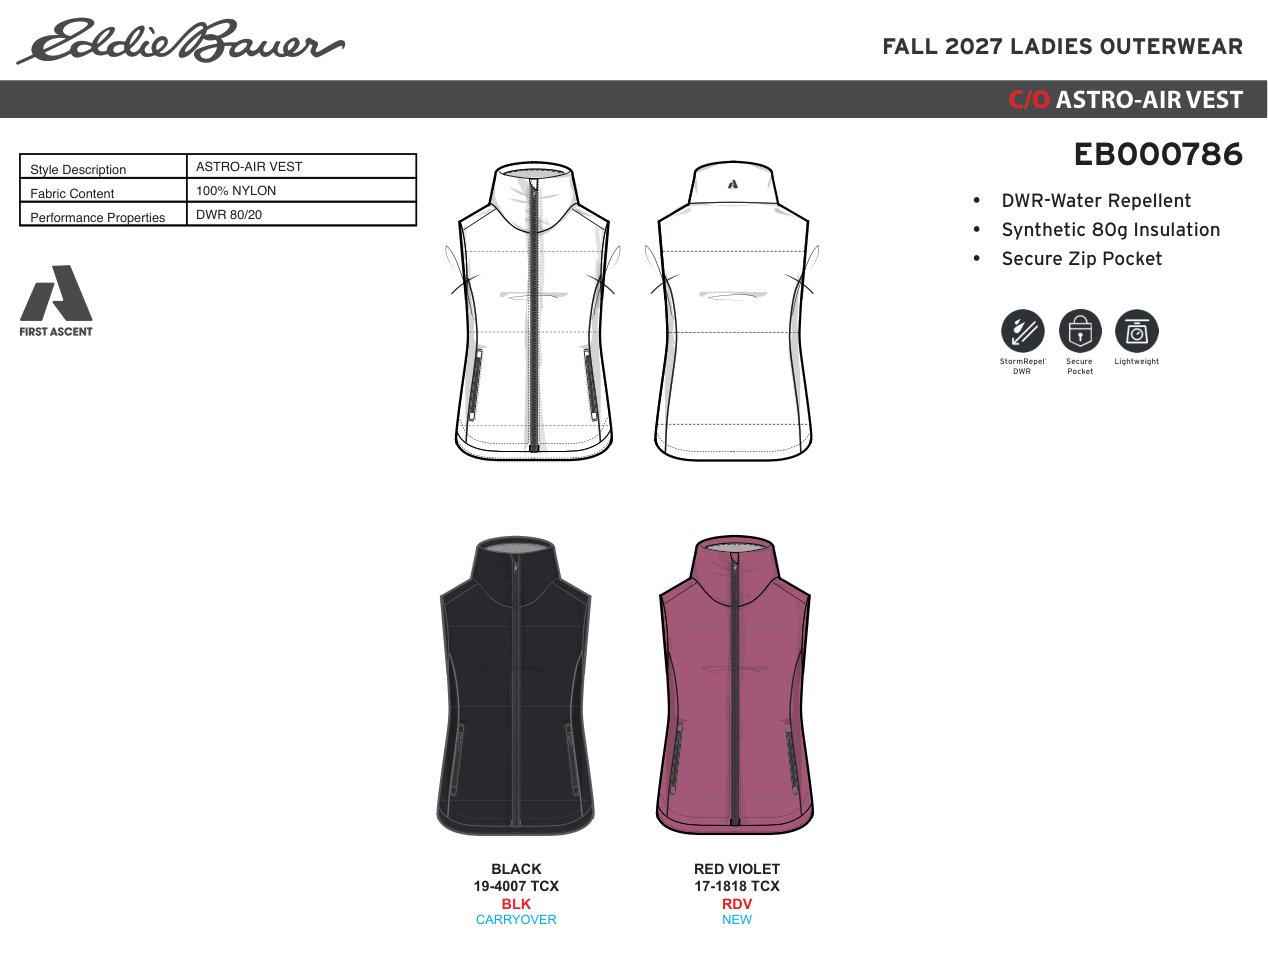 Eddie Bauer
FALL 2027 LADIES OUTERWEAR
C/O ASTRO-AIR VEST
EB000786
Style Description ASTRO-AIR VEST
Fabric Content 100% NYLON
Performance Properties DWR 80/20
• DWR-Water Repellent
• Synthetic 80g Insulation
• Secure Zip Pocket
FIRST ASCENT
StormRepel®
DWR
Secure
Pocket
Lightweight
BLACK
19-4007 TCX
BLK
CARRYOVER
RED VIOLET
17-1818 TCX
RDV
NEW